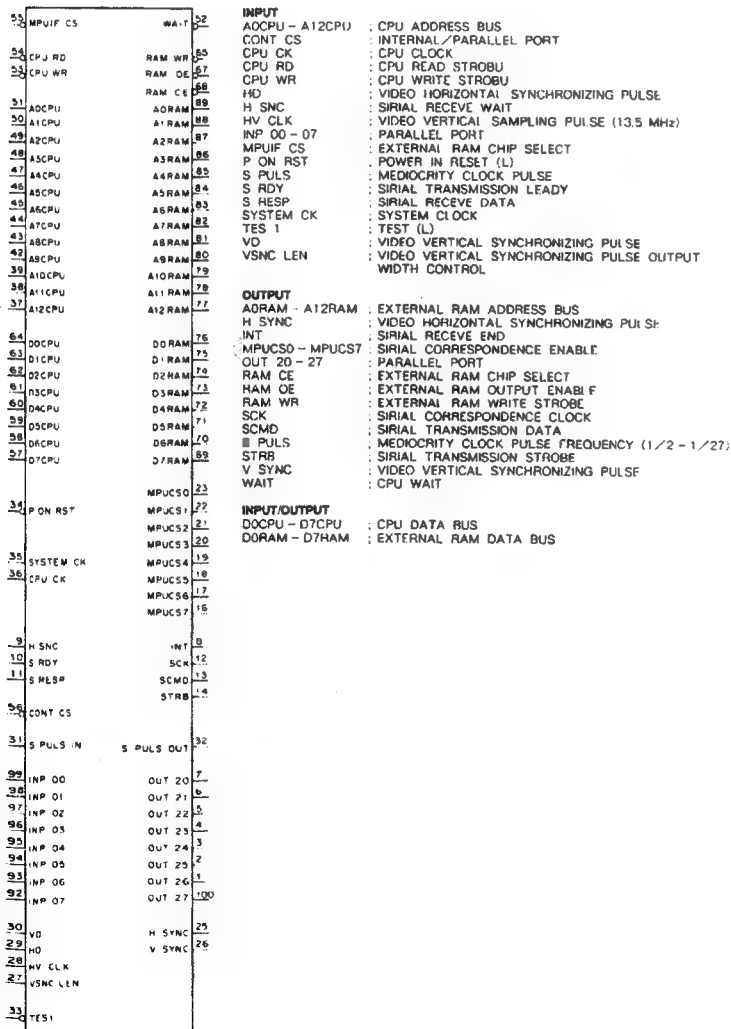 55 MPUIF CS WAIT 52
54 CPU RD RAM WR 65
53 CPU WR RAM OE 67
RAM CE 68
51 A0CPU A0RAM 89
50 A1CPU A1RAM 88
49 A2CPU A2RAM 87
48 A3CPU A3RAM 86
47 A4CPU A4RAM 85
46 A5CPU A5RAM 84
45 A6CPU A6RAM 83
44 A7CPU A7RAM 82
43 A8CPU A8RAM 81
42 A9CPU A9RAM 80
39 A10CPU A10RAM 79
38 A11CPU A11RAM 78
37 A12CPU A12RAM 77
64 D0CPU D0RAM 76
63 D1CPU D1RAM 75
62 D2CPU D2RAM 74
61 D3CPU D3RAM 73
60 D4CPU D4RAM 72
59 D5CPU D5RAM 71
58 D6CPU D6RAM 70
57 D7CPU D7RAM 69
MPUCS0 23
34 P ON RST MPUCS1 22
MPUCS2 21
MPUCS3 20
35 SYSTEM CK MPUCS4 19
36 CPU CK MPUCS5 18
MPUCS6 17
MPUCS7 16
9 H SNC INT 8
10 S RDY SCK 12
11 S RESP SCMD 13
STRB 14
56 CONT CS
31 S PULS IN S PULS OUT 32
99 INP 00 OUT 20 7
98 INP 01 OUT 21 6
97 INP 02 OUT 22 5
96 INP 03 OUT 23 4
95 INP 04 OUT 24 3
94 INP 05 OUT 25 2
93 INP 06 OUT 26 1
92 INP 07 OUT 27 100
30 VD H SYNC 25
29 HD V SYNC 26
28 HV CLK
27 VSNC LEN
33 TES1
INPUT
A0CPU – A12CPU ; CPU ADDRESS BUS
CONT CS : INTERNAL/PARALLEL PORT
CPU CK : CPU CLOCK
CPU RD : CPU READ STROBU
CPU WR : CPU WRITE STROBU
HD : VIDEO HORIZONTAL SYNCHRONIZING PULSE
H SNC : SIRIAL RECEVE WAIT
HV CLK : VIDEO VERTICAL SAMPLING PULSE (13.5 MHz)
INP 00 – 07 : PARALLEL PORT
MPUIF CS : EXTERNAL RAM CHIP SELECT
P ON RST : POWER IN RESET (L)
S PULS : MEDIOCRITY CLOCK PULSE
S RDY : SIRIAL TRANSMISSION LEADY
S RESP : SIRIAL RECEVE DATA
SYSTEM CK : SYSTEM CLOCK
TES 1 : TEST (L)
VD : VIDEO VERTICAL SYNCHRONIZING PULSE
VSNC LEN : VIDEO VERTICAL SYNCHRONIZING PULSE OUTPUT
WIDTH CONTROL
OUTPUT
A0RAM – A12RAM ; EXTERNAL RAM ADDRESS BUS
H SYNC : VIDEO HORIZONTAL SYNCHRONIZING PULSE
INT : SIRIAL RECEVE END
MPUCS0 – MPUCS7 : SIRIAL CORRESPONDENCE ENABLE
OUT 20 – 27 : PARALLEL PORT
RAM CE : EXTERNAL RAM CHIP SELECT
RAM OE : EXTERNAL RAM OUTPUT ENABLE
RAM WR : EXTERNAL RAM WRITE STROBE
SCK : SIRIAL CORRESPONDENCE CLOCK
SCMD : SIRIAL TRANSMISSION DATA
PULS : MEDIOCRITY CLOCK PULSE FREQUENCY (1/2 – 1/27)
STRB : SIRIAL TRANSMISSION STROBE
V SYNC : VIDEO VERTICAL SYNCHRONIZING PULSE
WAIT : CPU WAIT
INPUT/OUTPUT
D0CPU – D7CPU ; CPU DATA BUS
D0RAM – D7RAM ; EXTERNAL RAM DATA BUS